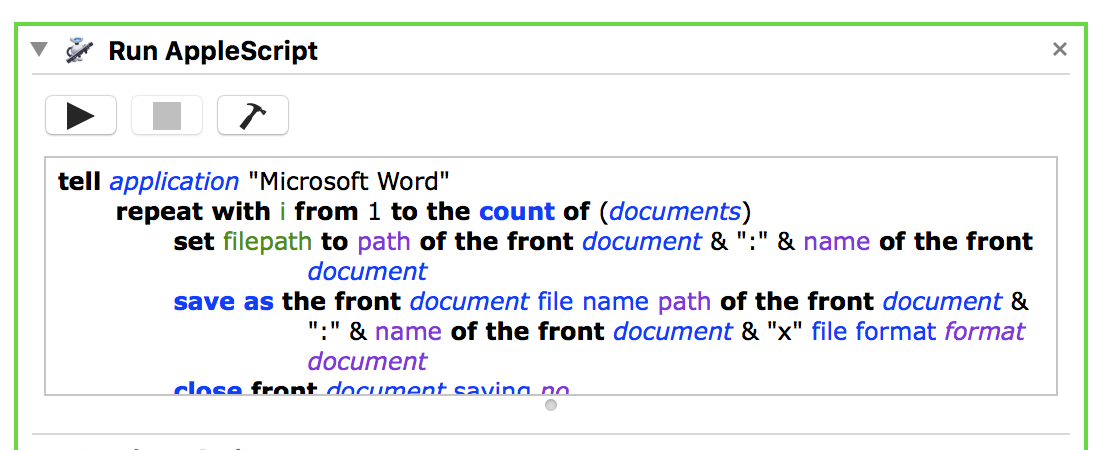 Run AppleScript
tell application "Microsoft Word"
repeat with i from 1 to the count of (documents)
set filepath to path of the front document & ":" & name of the front
document
save as the front document file name path of the front document &
":" & name of the front document & "x" file format format
document
close front document saving no